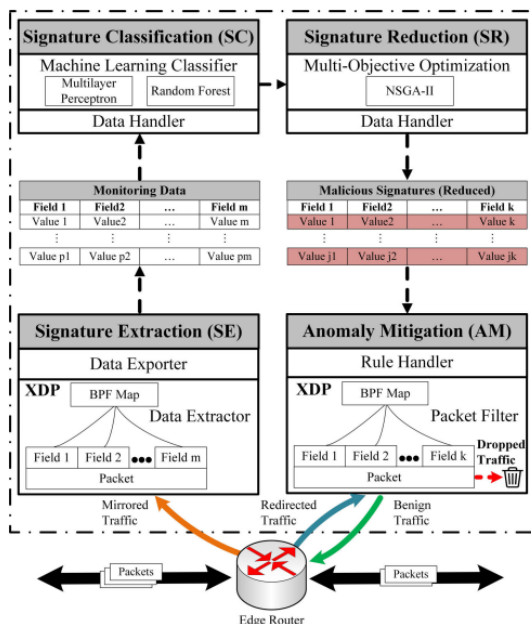 Signature Classification (SC)
Machine Learning Classifier
Multilayer
Perceptron
Random Forest
Data Handler
Signature Reduction (SR)
Multi-Objective Optimization
NSGA-II
Data Handler
Monitoring Data
Field 1 Field2 ... Field m
Value 1 Value2 ... Value m
⋮ ⋮
Value p1 Value p2 ... Value pm
Malicious Signatures (Reduced)
Field 1 Field2 ... Field m
Value 1 Value2 ... Value k
⋮ ⋮
Value j1 Value j2 ... Value jk
Signature Extraction (SE)
Data Exporter
XDP
BPF Map
Data Extractor
Field 1 Field 2 ●●● Field m
Packet
Anomaly Mitigation (AM)
Rule Handler
XDP
BPF Map
Packet Filter
Field 1 Field 2 ●●● Field k
Packet
Dropped
Traffic
Mirrored
Traffic
Redirected
Traffic
Benign
Traffic
Packets
Packets
Edge Router